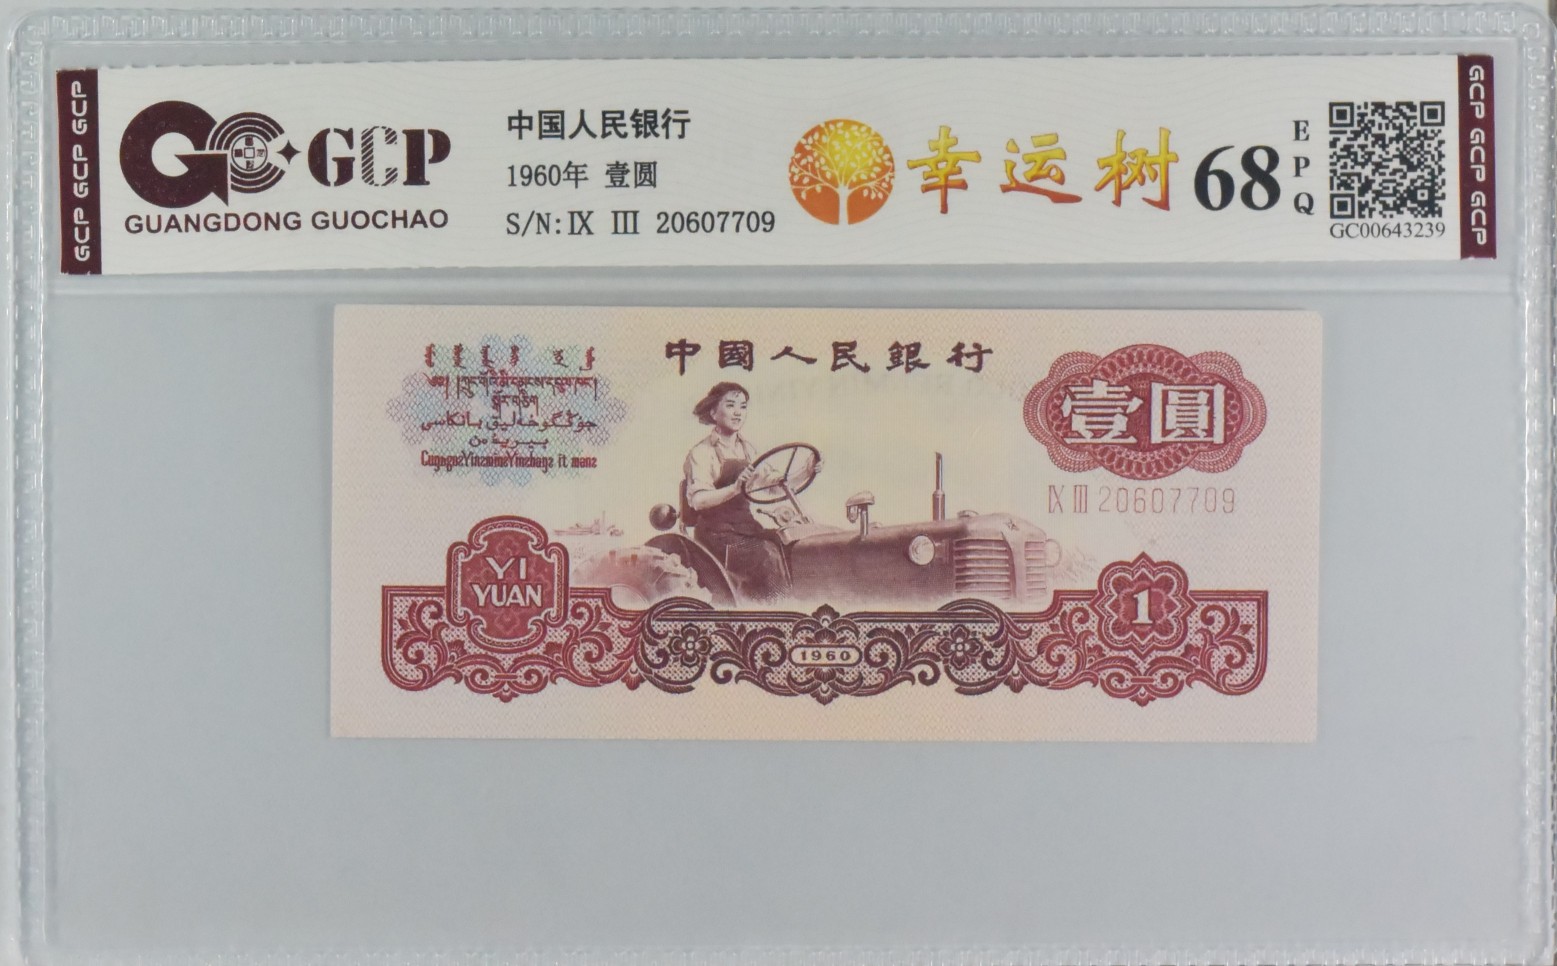 GCP GCP GCP
GCP
GUANGDONG GUOCHAO
中国人民银行
1960年 壹圆
S/N: IX III 20607709
幸运树
68
EPQ
GC00643239
GCP GCP GCP
中國人民銀行
壹圓
IX III 20607709
YI
YUAN
1960
1